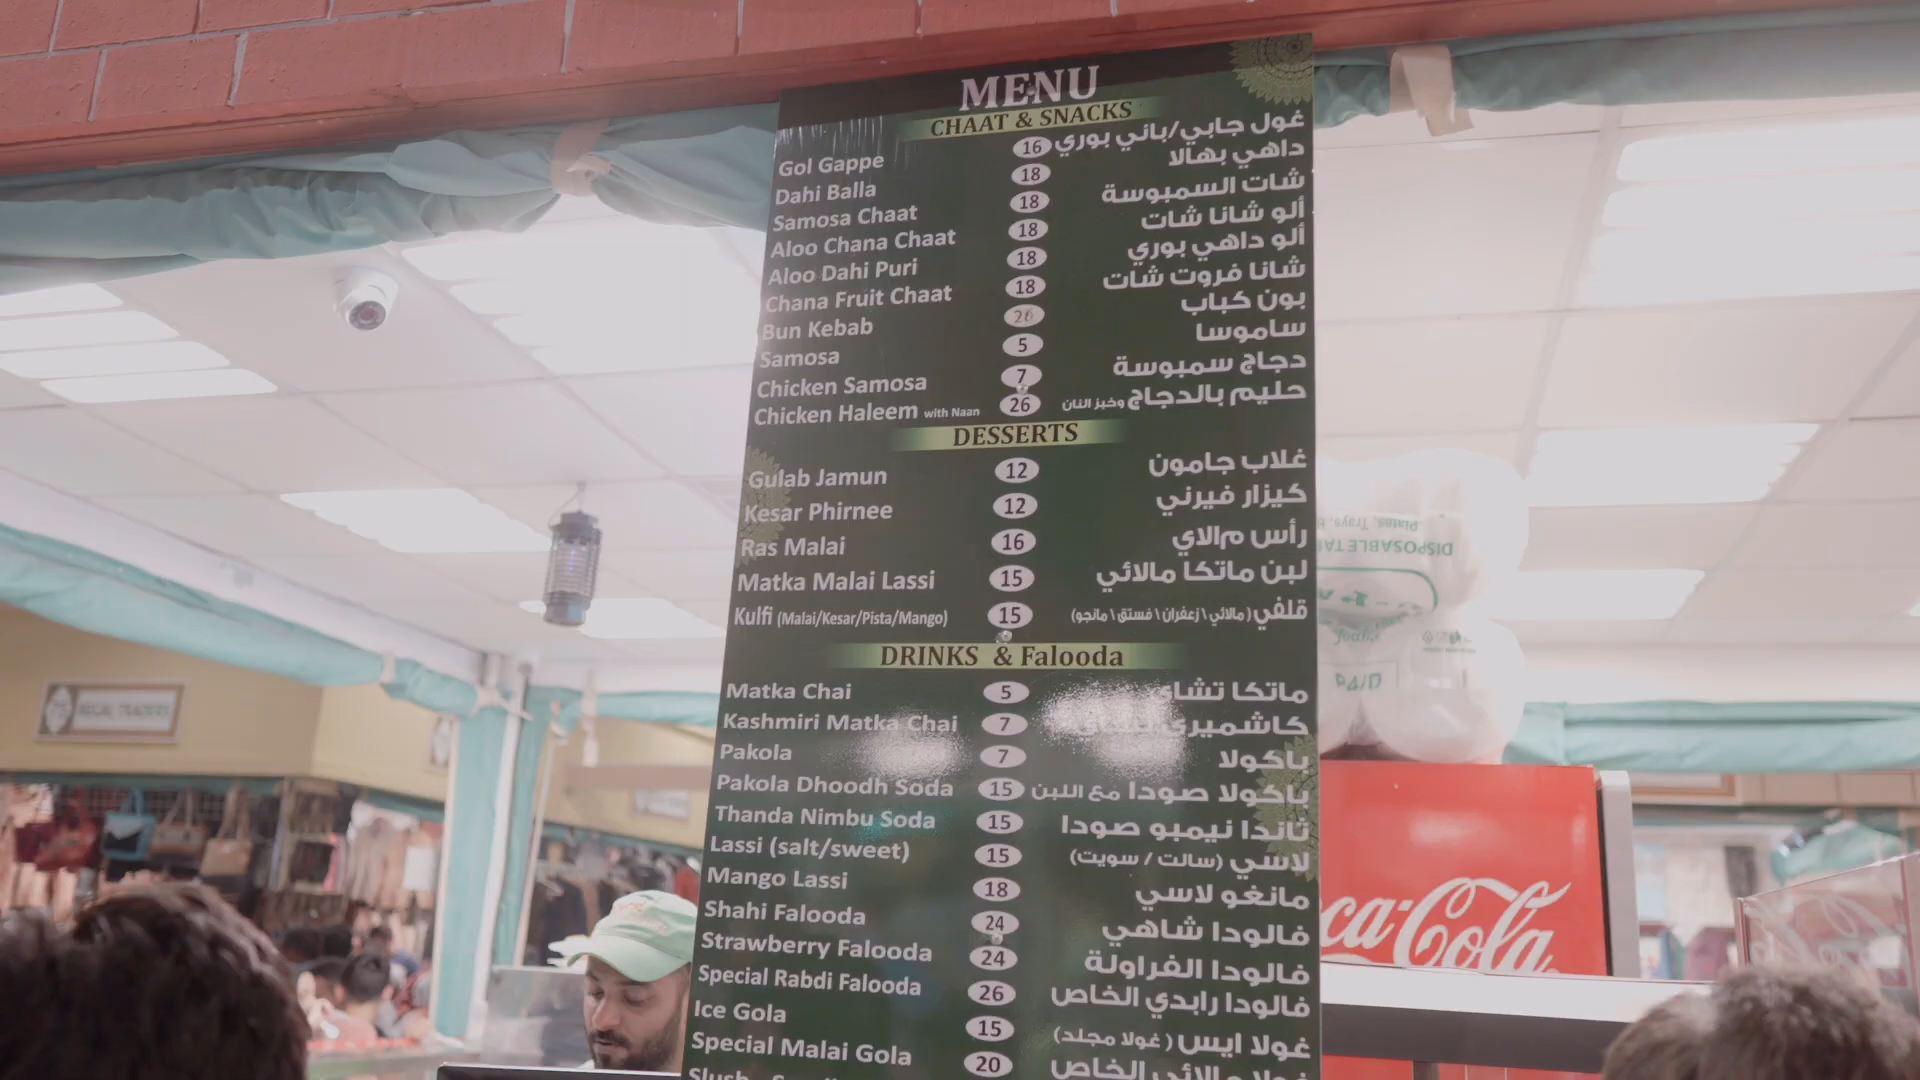 MENU
CHAAT & SNACKS
Gol Gappe 16 غول جابي/باني بوري
Dahi Balla 18 داهي بهالا
Samosa Chaat 18 شات السمبوسة
Aloo Chana Chaat 18 ألو شانا شات
Aloo Dahi Puri 18 ألو داهي بوري
Chana Fruit Chaat 18 شانا فروت شات
Bun Kebab بون كباب
Samosa 5 ساموسا
Chicken Samosa 7 دجاج سمبوسة
Chicken Haleem with Naan 26 حليم بالدجاج وخبز النان
DESSERTS
Gulab Jamun 12 غلاب جامون
Kesar Phirnee 12 كيزار فيرني
Ras Malai 16 رأس مالاي
Matka Malai Lassi 15 لبن ماتكا مالائي
Kulfi (Malai/Kesar/Pista/Mango) 15 قلفي (مالائي \ زعفران \ فستق \ مانجو)
DRINKS & Falooda
Matka Chai 5 ماتكا تشاي
Kashmiri Matka Chai 7 كاشميري
Pakola 7 باكولا
Pakola Dhoodh Soda 15 باكولا صودا مع اللبن
Thanda Nimbu Soda 15 تاندا نيمبو صودا
Lassi (salt/sweet) 15 لاسي (سالت / سويت)
Mango Lassi 18 مانغو لاسي
Shahi Falooda 24 فالودا شاهي
Strawberry Falooda 24 فالودا الفراولة
Special Rabdi Falooda 26 فالودا رابدي الخاص
Ice Gola 15 غولا ايس (غولا مجلد)
Special Malai Gola 20 الخاص
Slush
DISPOSABLE
Plates, Trays,
HALAL TRADERS
ca-Cola